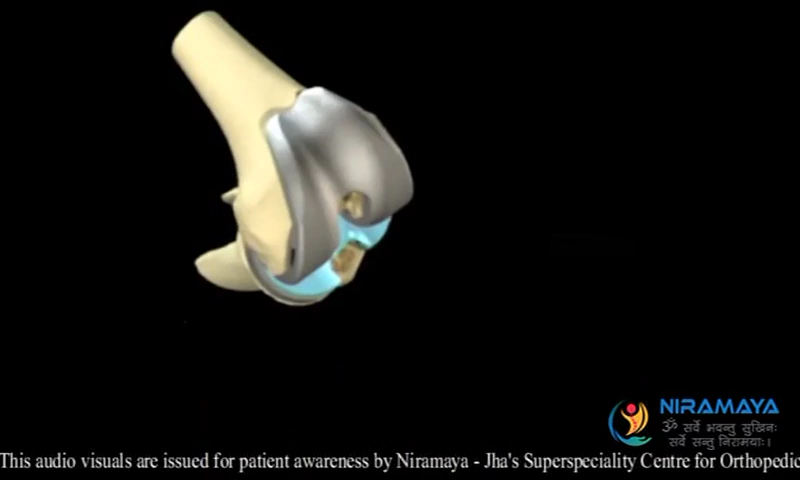 NIRAMAYA
ॐ सर्वे भवन्तु सुखिनः
सर्वे सन्तु निरामयाः।
This audio visuals are issued for patient awareness by Niramaya - Jha's Superspeciality Centre for Orthopedic